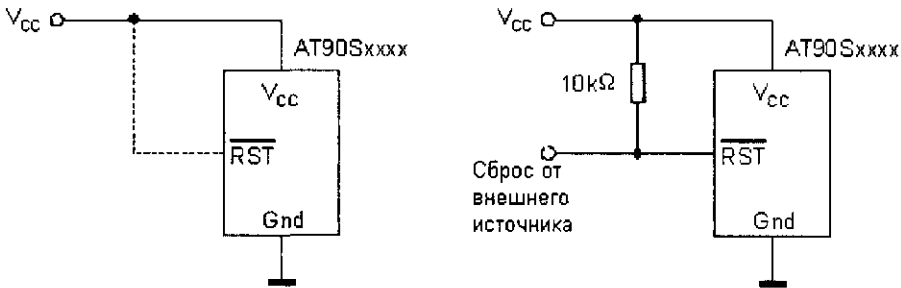 Vcc
AT90Sxxxx
Vcc
RST
Gnd
Vcc
AT90Sxxxx
10kΩ
Vcc
RST
Сброс от
внешнего
источника
Gnd